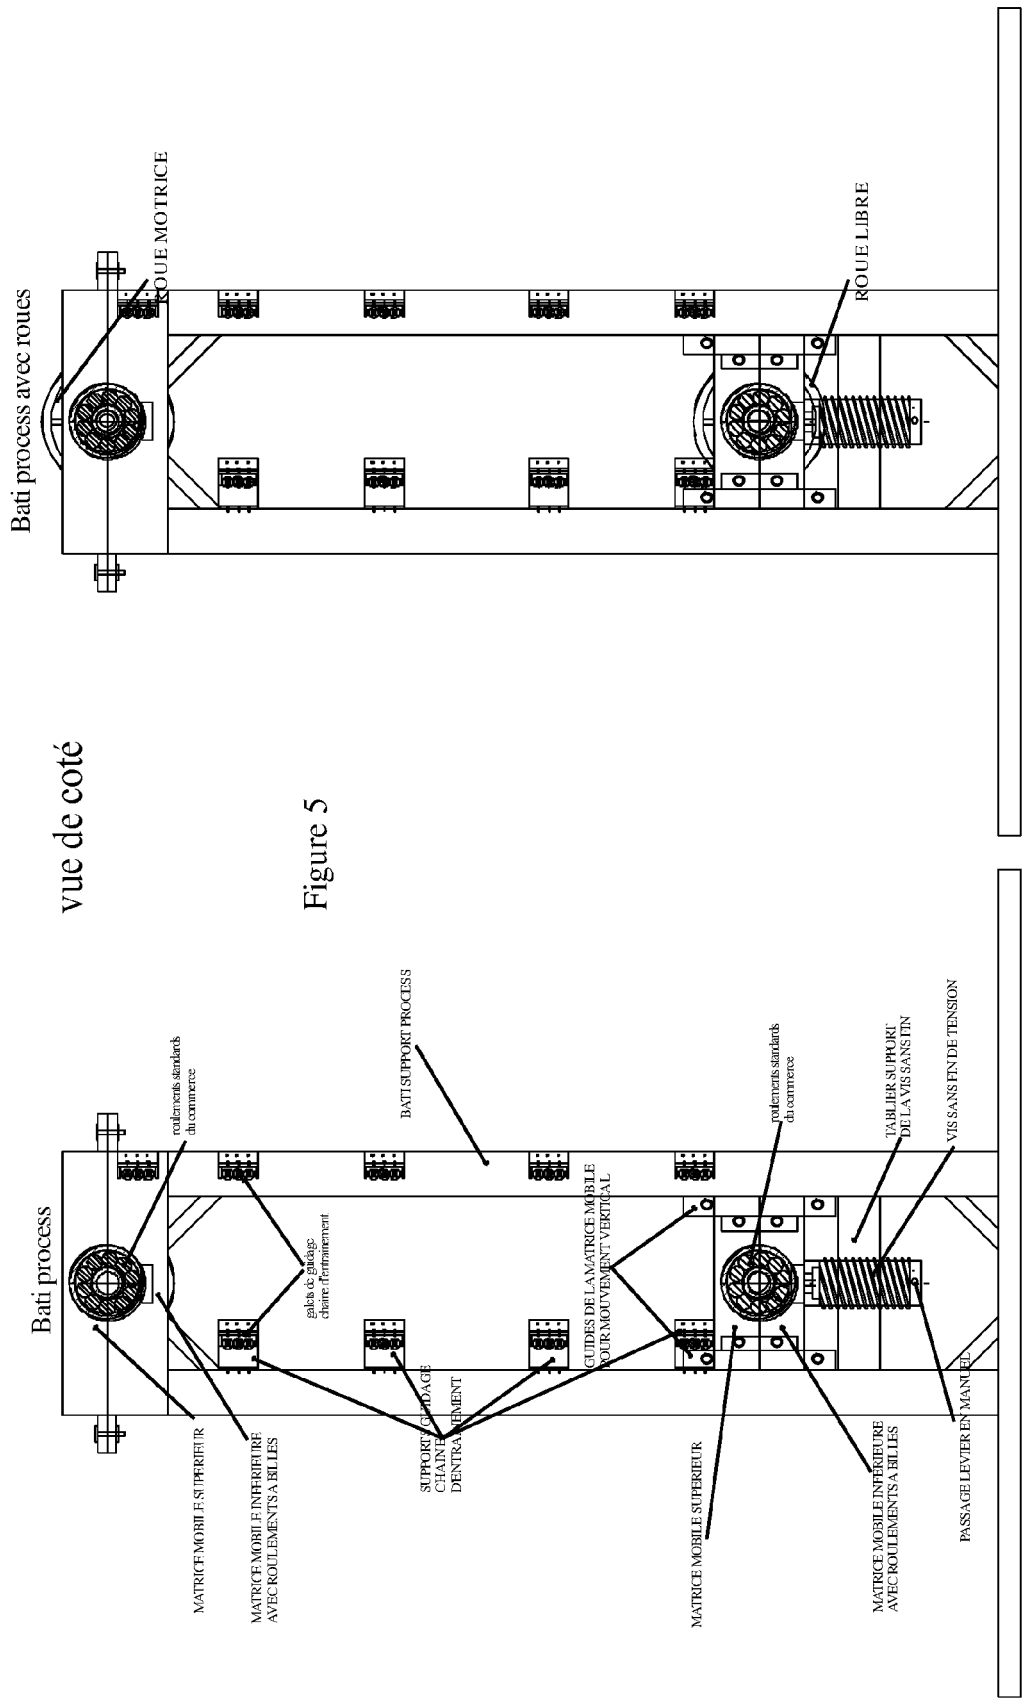 vue de coté
Figure 5
Bati process
MATRICE MOBILE SUPERIEUR
MATRICE MOBILE INFERIEURE
AVEC ROULEMENTS A BILLES
roulements standards
du commerce
galets de guidage
chaine d'entrainement
SUPPORTS GUIDAGE
CHAINE
D'ENTRAINEMENT
BATI SUPPORT PROCESS
GUIDES DE LA MATRICE MOBILE
POUR MOUVEMENT VERTICAL
MATRICE MOBILE SUPERIEUR
roulements standards
du commerce
MATRICE MOBILE INFERIEURE
AVEC ROULEMENTS A BILLES
TABLIER SUPPORT
DE LA VIS SANS FIN
VIS SANS FIN DE TENSION
PASSAGE LEVIER EN MANUEL
Bati process avec roues
ROUE MOTRICE
ROUE LIBRE